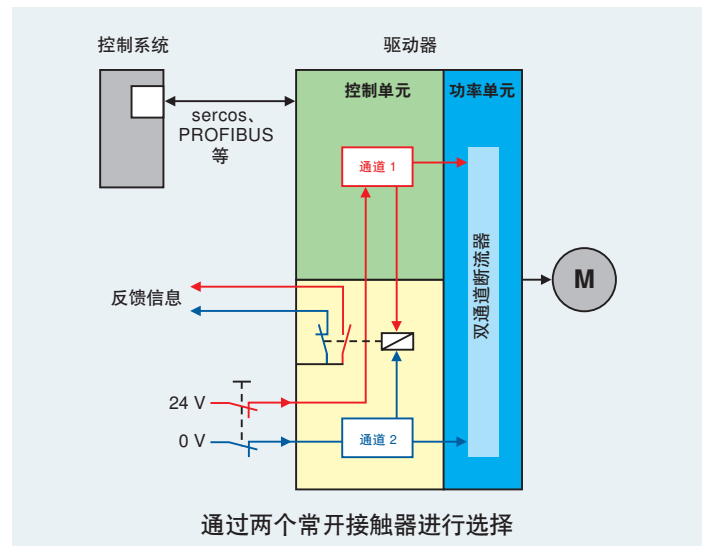 控制系统
驱动器
控制单元
功率单元
sercos、
PROFIBUS
等
通道 1
双通道断流器
M
反馈信息
24 V
0 V
通道 2
通过两个常开接触器进行选择